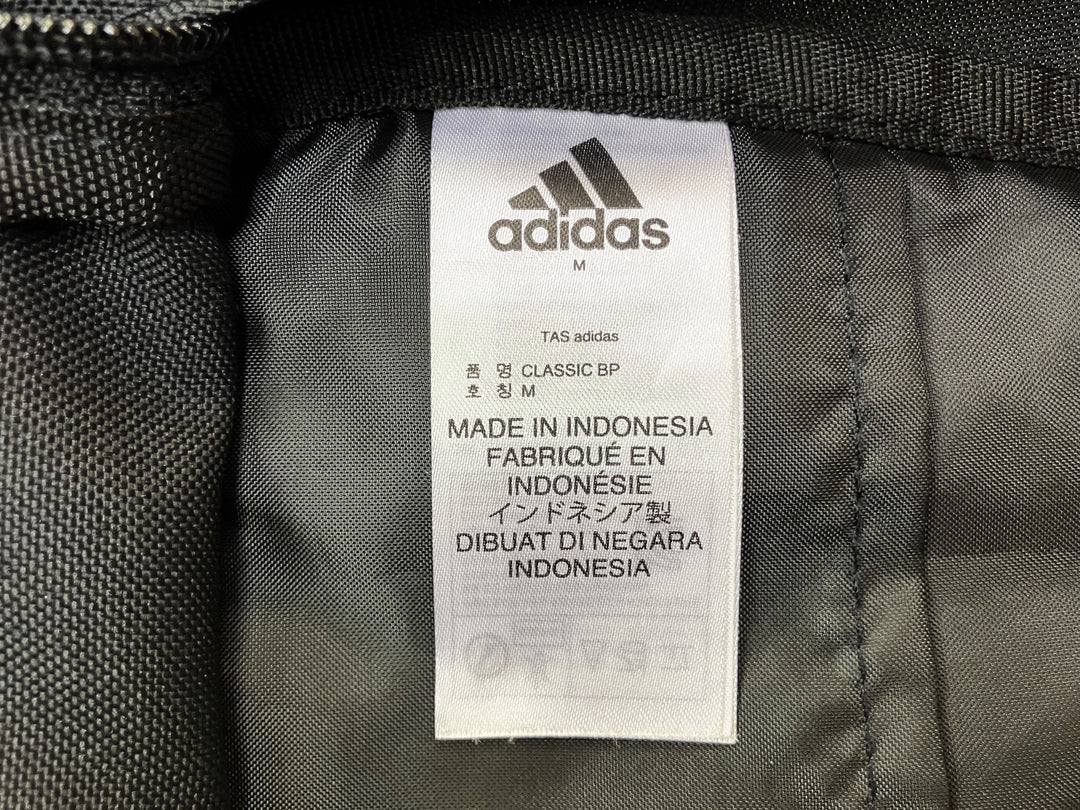 adidas
M
TAS adidas
품 명 CLASSIC BP
호 칭 M
MADE IN INDONESIA
FABRIQUÉ EN
INDONÉSIE
インドネシア製
DIBUAT DI NEGARA
INDONESIA